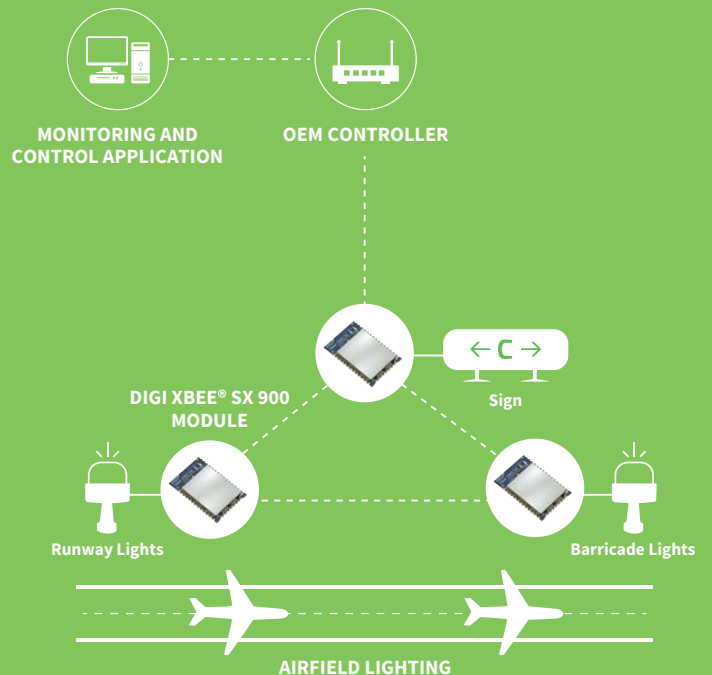 MONITORING AND
CONTROL APPLICATION
OEM CONTROLLER
← C →
Sign
DIGI XBEE® SX 900
MODULE
Runway Lights
Barricade Lights
AIRFIELD LIGHTING